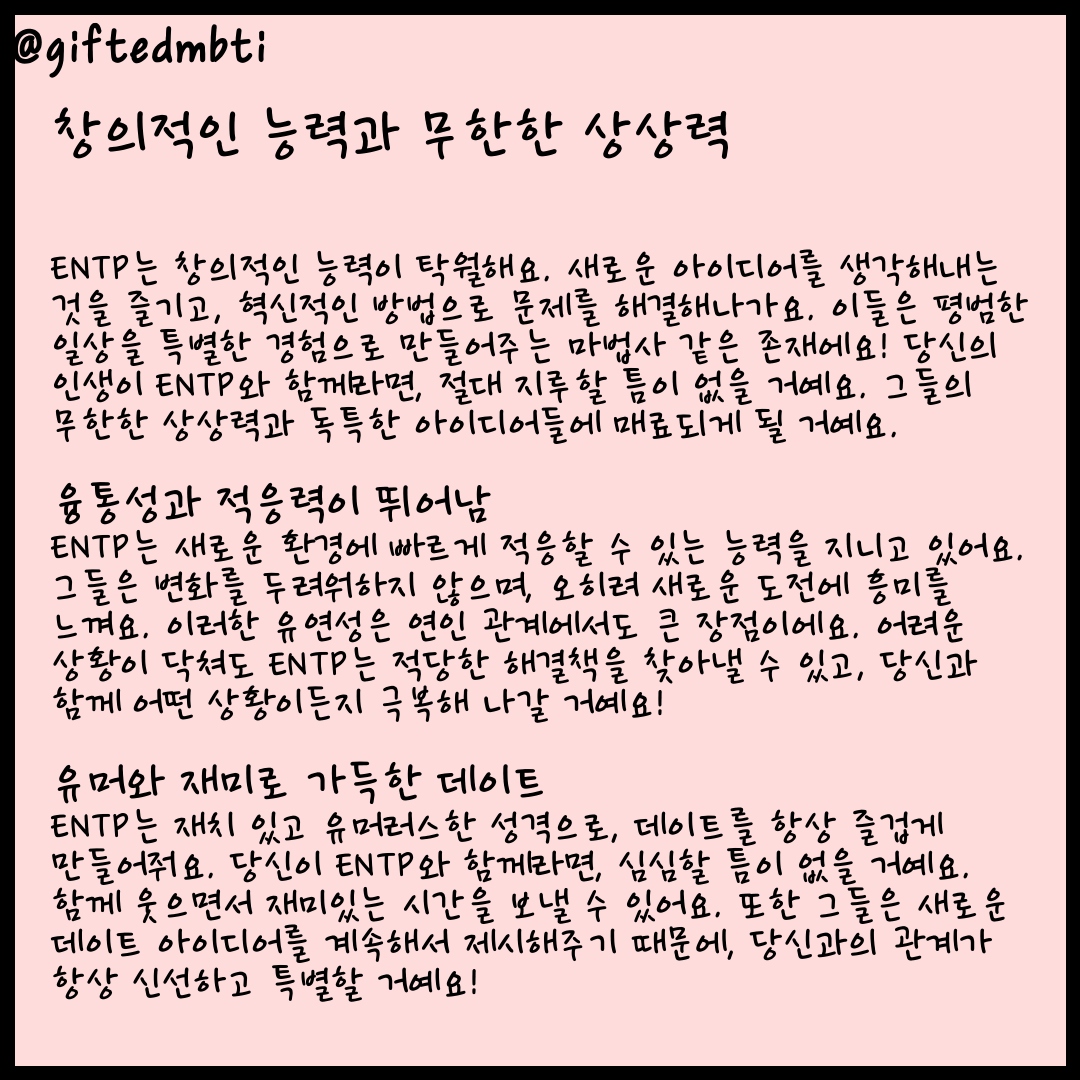 @giftedmbti
창의적인 능력과 무한한 상상력
ENTP는 창의적인 능력이 탁월해요. 새로운 아이디어를 생각해내는
것을 즐기고, 혁신적인 방법으로 문제를 해결해나가요. 이들은 평범한
일상을 특별한 경험으로 만들어주는 마법사 같은 존재에요! 당신의
인생이 ENTP와 함께라면, 절대 지루할 틈이 없을 거예요. 그들의
무한한 상상력과 독특한 아이디어들에 매료되게 될 거예요.
융통성과 적응력이 뛰어남
ENTP는 새로운 환경에 빠르게 적응할 수 있는 능력을 지니고 있어요.
그들은 변화를 두려워하지 않으며, 오히려 새로운 도전에 흥미를
느껴요. 이러한 유연성은 연인 관계에서도 큰 장점이에요. 어려운
상황이 닥쳐도 ENTP는 적당한 해결책을 찾아낼 수 있고, 당신과
함께 어떤 상황이든지 극복해 나갈 거예요!
유머와 재미로 가득한 데이트
ENTP는 재치 있고 유머러스한 성격으로, 데이트를 항상 즐겁게
만들어줘요. 당신이 ENTP와 함께라면, 심심할 틈이 없을 거예요.
함께 웃으면서 재미있는 시간을 보낼 수 있어요. 또한 그들은 새로운
데이트 아이디어를 계속해서 제시해주기 때문에, 당신과의 관계가
항상 신선하고 특별할 거예요!